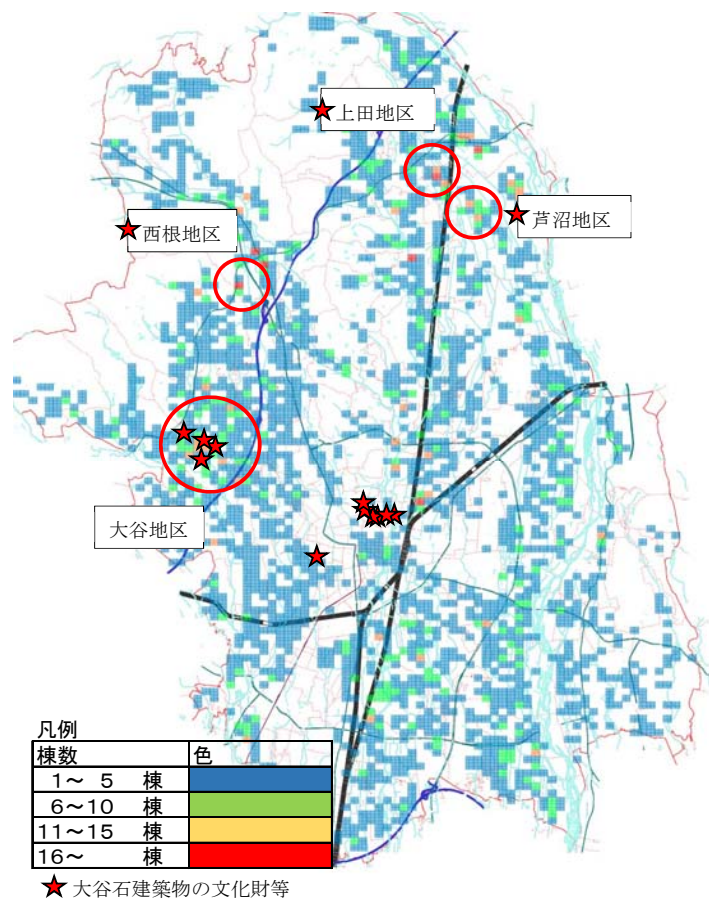 上田地区
芦沼地区
西根地区
大谷地区
凡例
棟数 色
1～ 5 棟
6～10 棟
11～15 棟
16～ 棟
大谷石建築物の文化財等